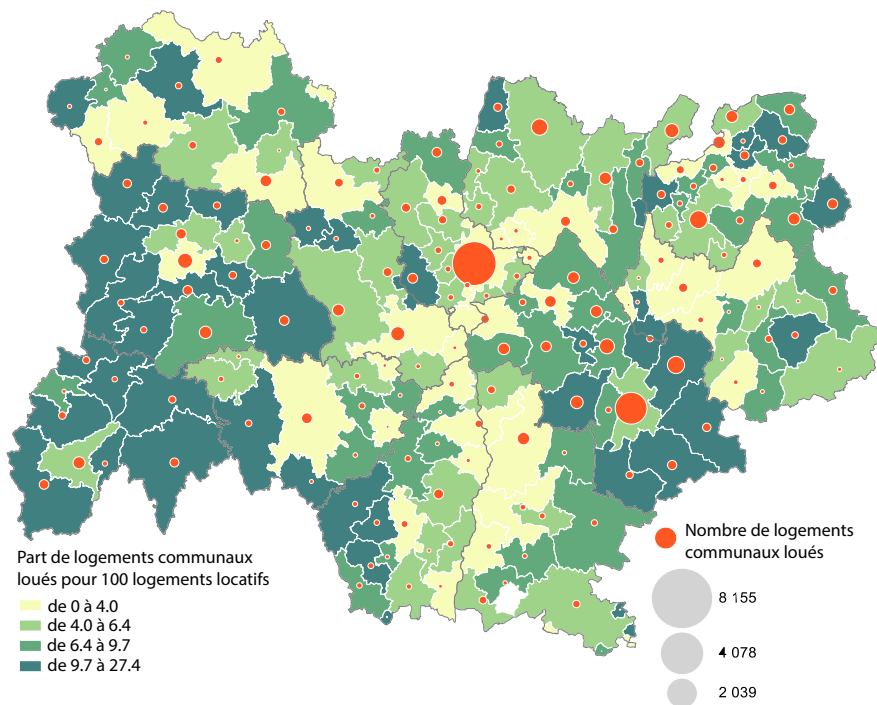 Part de logements communaux
loués pour 100 logements locatifs
de 0 à 4.0
de 4.0 à 6.4
de 6.4 à 9.7
de 9.7 à 27.4
Nombre de logements
communaux loués
8 155
4 078
2 039